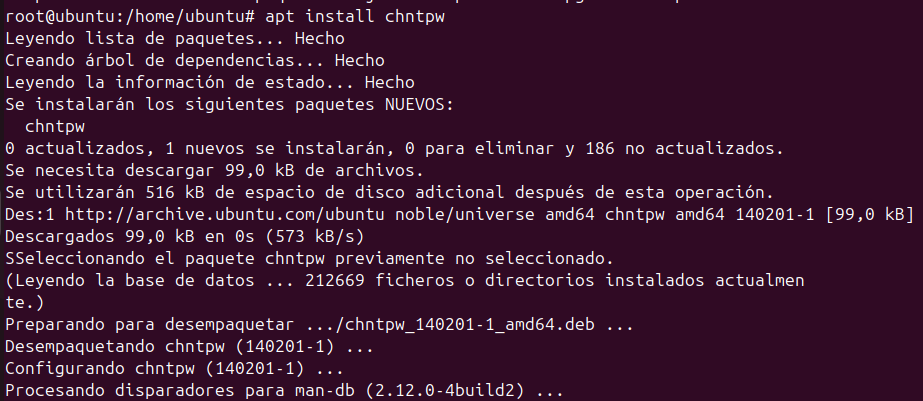 root@ubuntu:/home/ubuntu# apt install chntpw
Leyendo lista de paquetes... Hecho
Creando árbol de dependencias... Hecho
Leyendo la información de estado... Hecho
Se instalarán los siguientes paquetes NUEVOS:
  chntpw
0 actualizados, 1 nuevos se instalarán, 0 para eliminar y 186 no actualizados.
Se necesita descargar 99,0 kB de archivos.
Se utilizarán 516 kB de espacio de disco adicional después de esta operación.
Des:1 http://archive.ubuntu.com/ubuntu noble/universe amd64 chntpw amd64 140201-1 [99,0 kB]
Descargados 99,0 kB en 0s (573 kB/s)
SSeleccionando el paquete chntpw previamente no seleccionado.
(Leyendo la base de datos ... 212669 ficheros o directorios instalados actualmen
te.)
Preparando para desempaquetar .../chntpw_140201-1_amd64.deb ...
Desempaquetando chntpw (140201-1) ...
Configurando chntpw (140201-1) ...
Procesando disparadores para man-db (2.12.0-4build2) ...